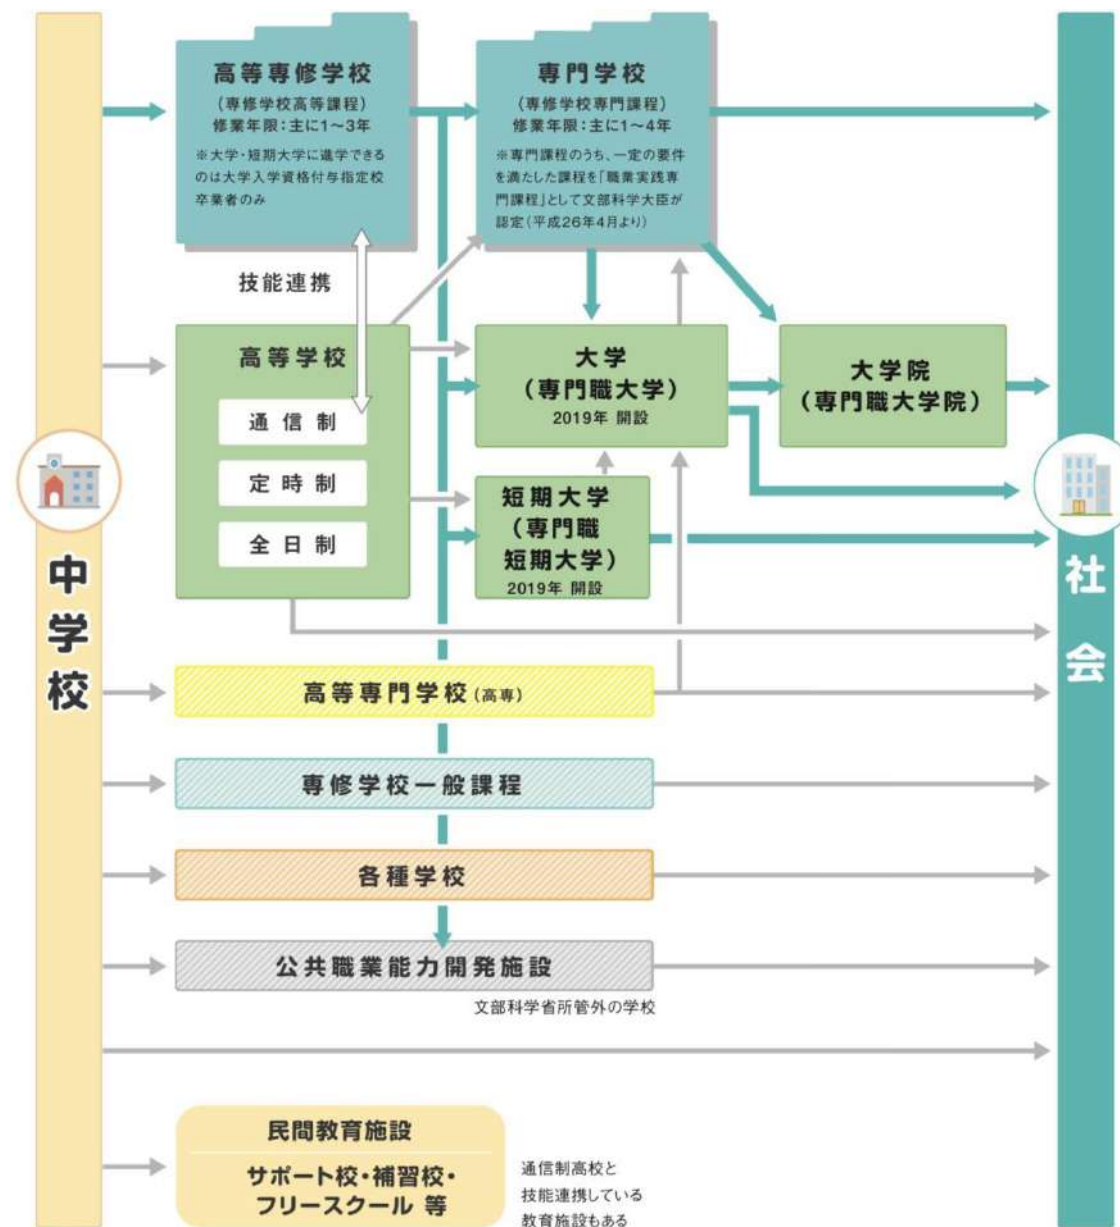 高等専修学校
(専修学校高等課程)
修業年限：主に1～3年
※大学・短期大学に進学できる
のは大学入学資格付与指定校
卒業者のみ
専門学校
(専修学校専門課程)
修業年限：主に1～4年
※専門課程のうち、一定の要件
を満たした課程を「職業実践専
門課程」として文部科学大臣が
認定(平成26年4月より)
技能連携
高等学校
通信制
定時制
全日制
大学
(専門職大学)
2019年 開設
大学院
(専門職大学院)
短期大学
(専門職
短期大学)
2019年 開設
中学校
社会
高等専門学校(高専)
専修学校一般課程
各種学校
公共職業能力開発施設
文部科学省所管外の学校
民間教育施設
サポート校・補習校・
フリースクール 等
通信制高校と
技能連携している
教育施設もある